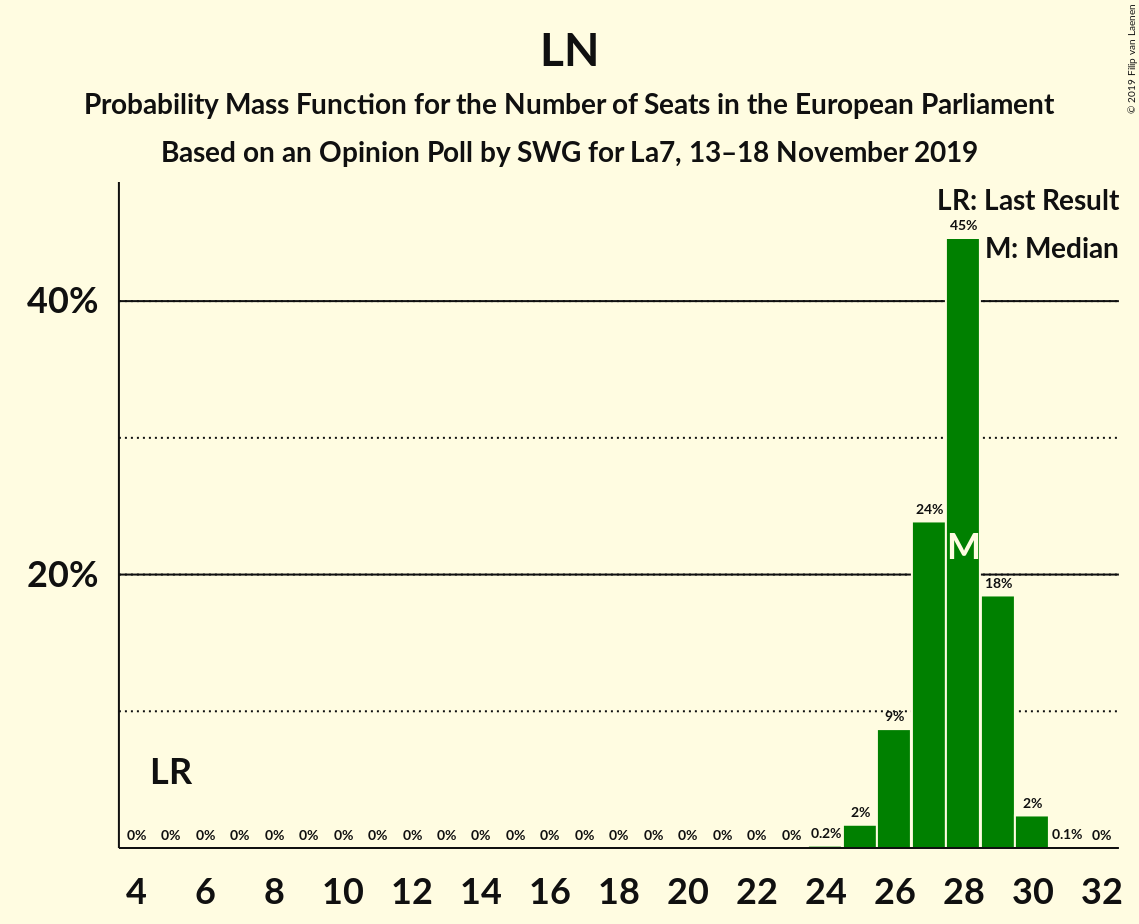 LN
Probability Mass Function for the Number of Seats in the European Parliament
Based on an Opinion Poll by SWG for La7, 13–18 November 2019
© 2019 Filip van Laenen
LR: Last Result
M: Median
45%
40%
24%
M
20%
18%
9%
LR
2%
2%
0% 0% 0% 0% 0% 0% 0% 0% 0% 0% 0% 0% 0% 0% 0% 0% 0% 0% 0% 0% 0.2% 0.1% 0%
4 6 8 10 12 14 16 18 20 22 24 26 28 30 32